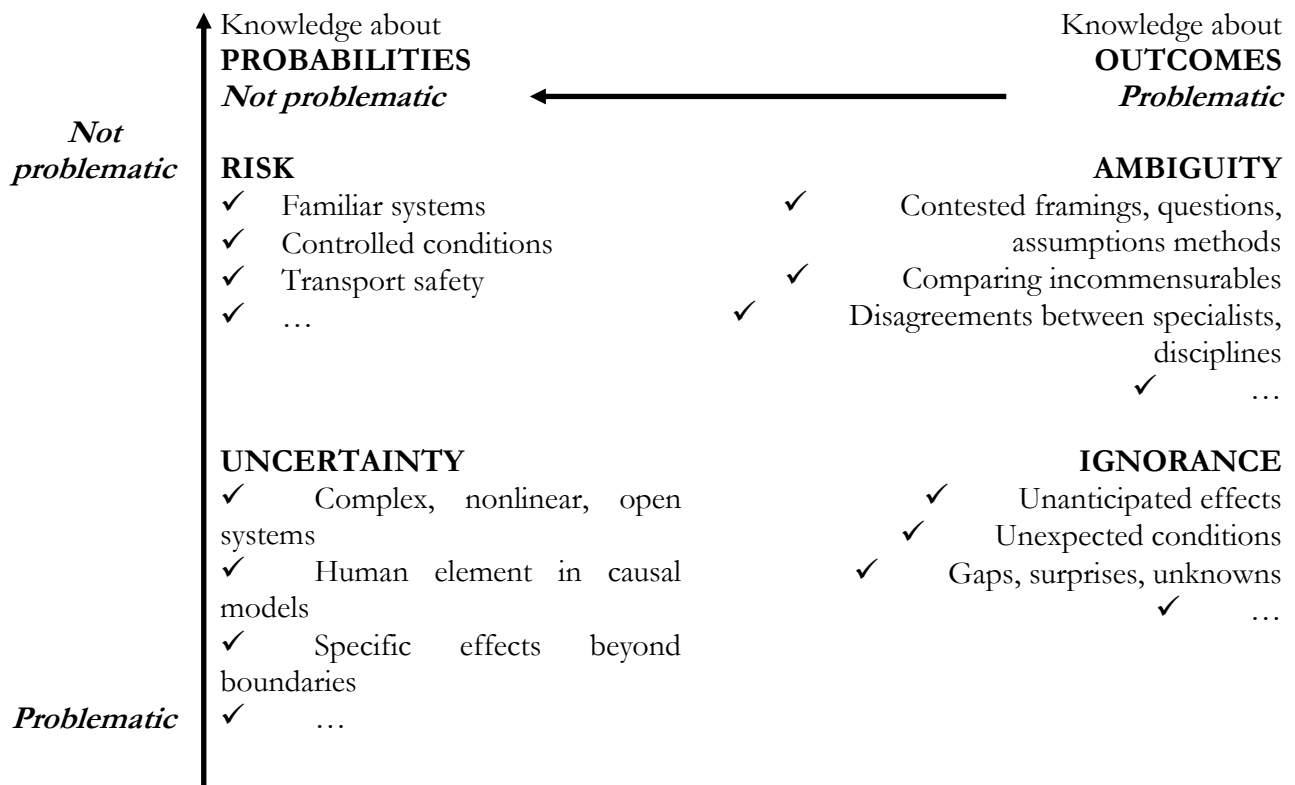 Knowledge about
PROBABILITIES
Not problematic
Knowledge about
OUTCOMES
Problematic
Not
problematic
RISK
✓ Familiar systems
✓ Controlled conditions
✓ Transport safety
✓ …
AMBIGUITY
✓ Contested framings, questions,
assumptions methods
✓ Comparing incommensurables
✓ Disagreements between specialists,
disciplines
✓ …
UNCERTAINTY
✓ Complex, nonlinear, open
systems
✓ Human element in causal
models
✓ Specific effects beyond
boundaries
✓ …
IGNORANCE
✓ Unanticipated effects
✓ Unexpected conditions
✓ Gaps, surprises, unknowns
✓ …
Problematic